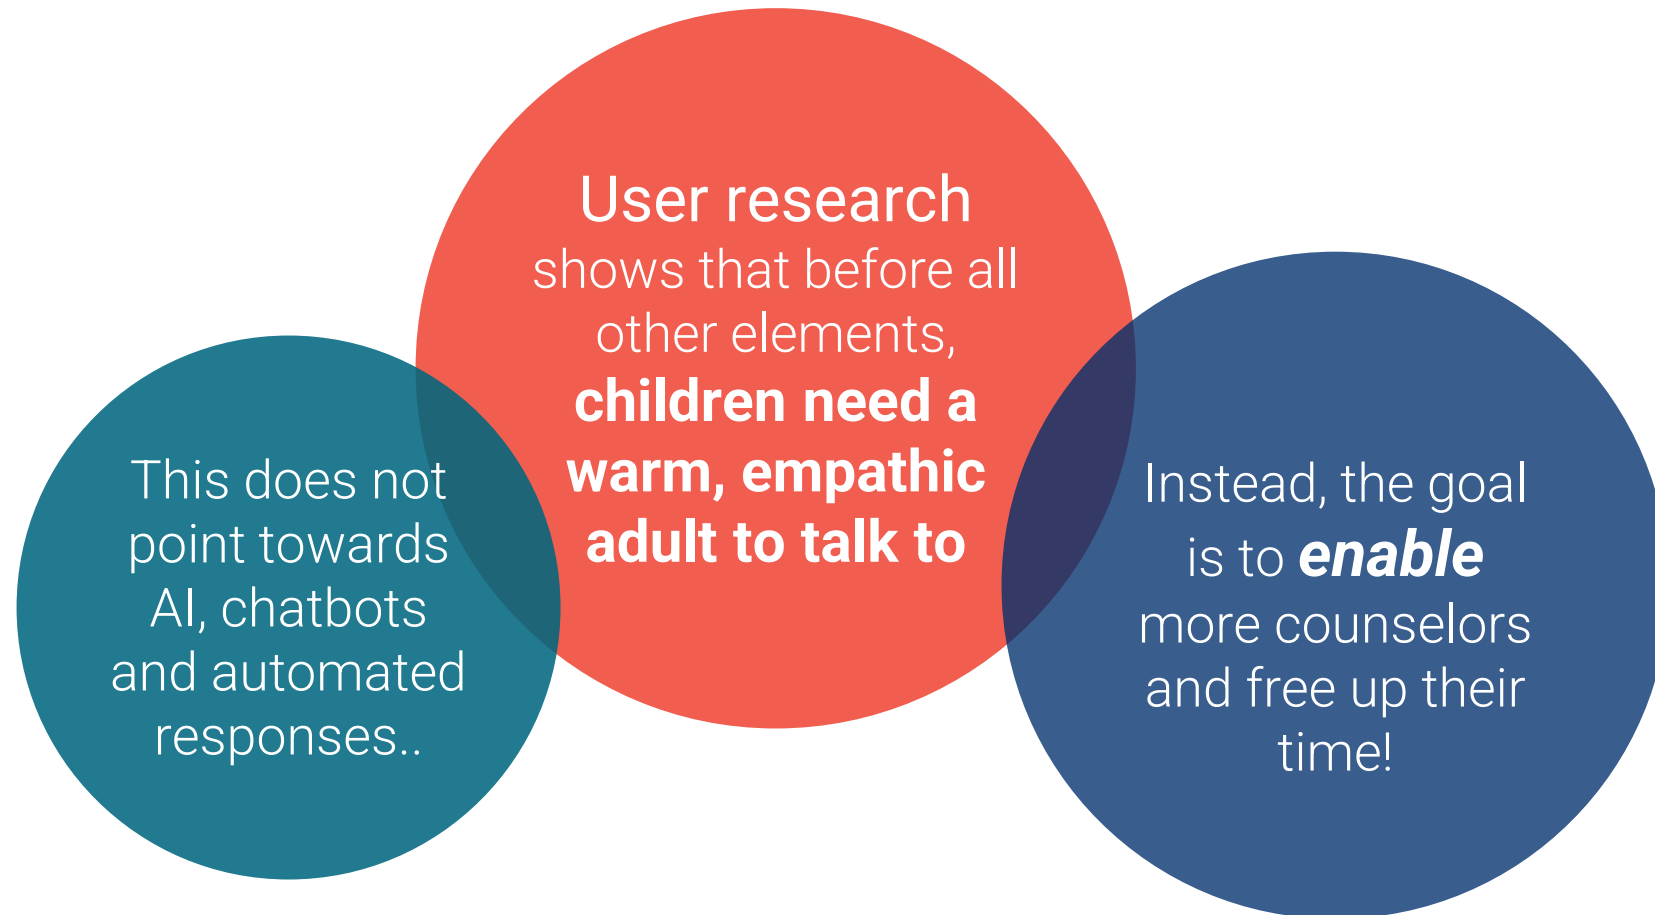 User research
shows that before all
other elements,
children need a
warm, empathic
adult to talk to
This does not
point towards
AI, chatbots
and automated
responses..
Instead, the goal
is to enable
more counselors
and free up their
time!